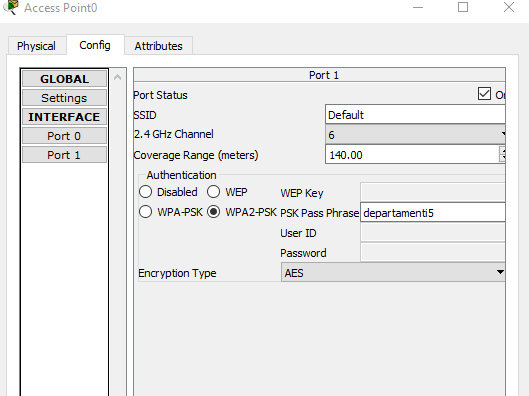 Access Point0
Physical Config Attributes
GLOBAL
Settings
INTERFACE
Port 0
Port 1
Port 1
Port Status
SSID Default
2.4 GHz Channel 6
Coverage Range (meters) 140.00
Authentication
Disabled WEP WEP Key
WPA-PSK WPA2-PSK PSK Pass Phrase departamenti5
User ID
Password
Encryption Type AES